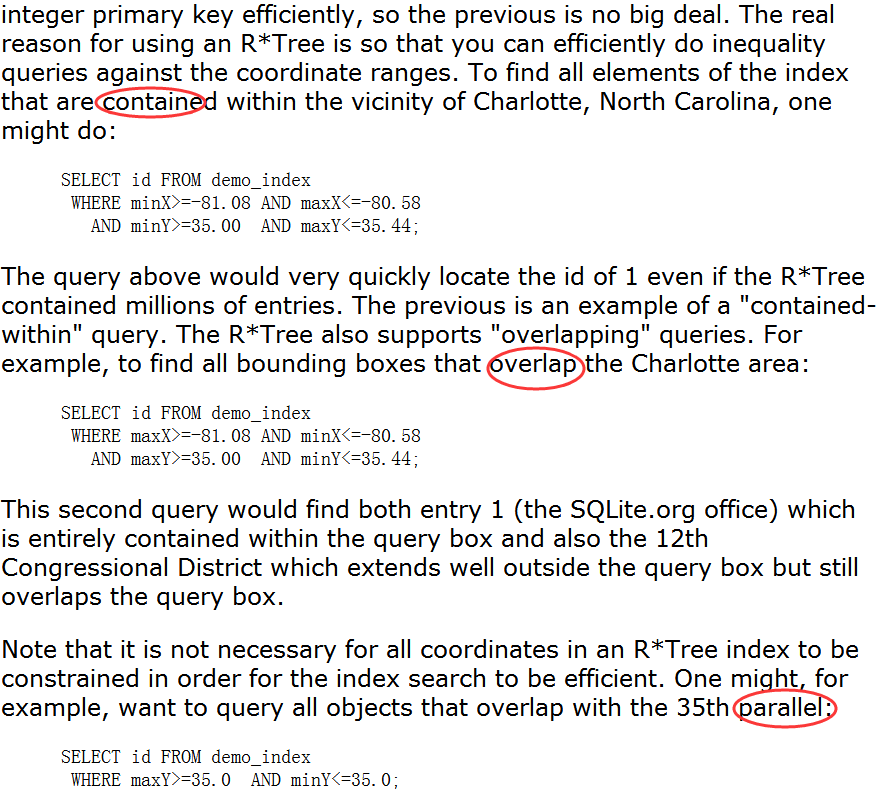 integer primary key efficiently, so the previous is no big deal. The real
reason for using an R*Tree is so that you can efficiently do inequality
queries against the coordinate ranges. To find all elements of the index
that are contained within the vicinity of Charlotte, North Carolina, one
might do:
SELECT id FROM demo_index
WHERE minX>=-81.08 AND maxX<=-80.58
AND minY>=35.00  AND maxY<=35.44;
The query above would very quickly locate the id of 1 even if the R*Tree
contained millions of entries. The previous is an example of a "contained-
within" query. The R*Tree also supports "overlapping" queries. For
example, to find all bounding boxes that overlap the Charlotte area:
SELECT id FROM demo_index
WHERE maxX>=-81.08 AND minX<=-80.58
AND maxY>=35.00  AND minY<=35.44;
This second query would find both entry 1 (the SQLite.org office) which
is entirely contained within the query box and also the 12th
Congressional District which extends well outside the query box but still
overlaps the query box.
Note that it is not necessary for all coordinates in an R*Tree index to be
constrained in order for the index search to be efficient. One might, for
example, want to query all objects that overlap with the 35th parallel:
SELECT id FROM demo_index
WHERE maxY>=35.0  AND minY<=35.0;